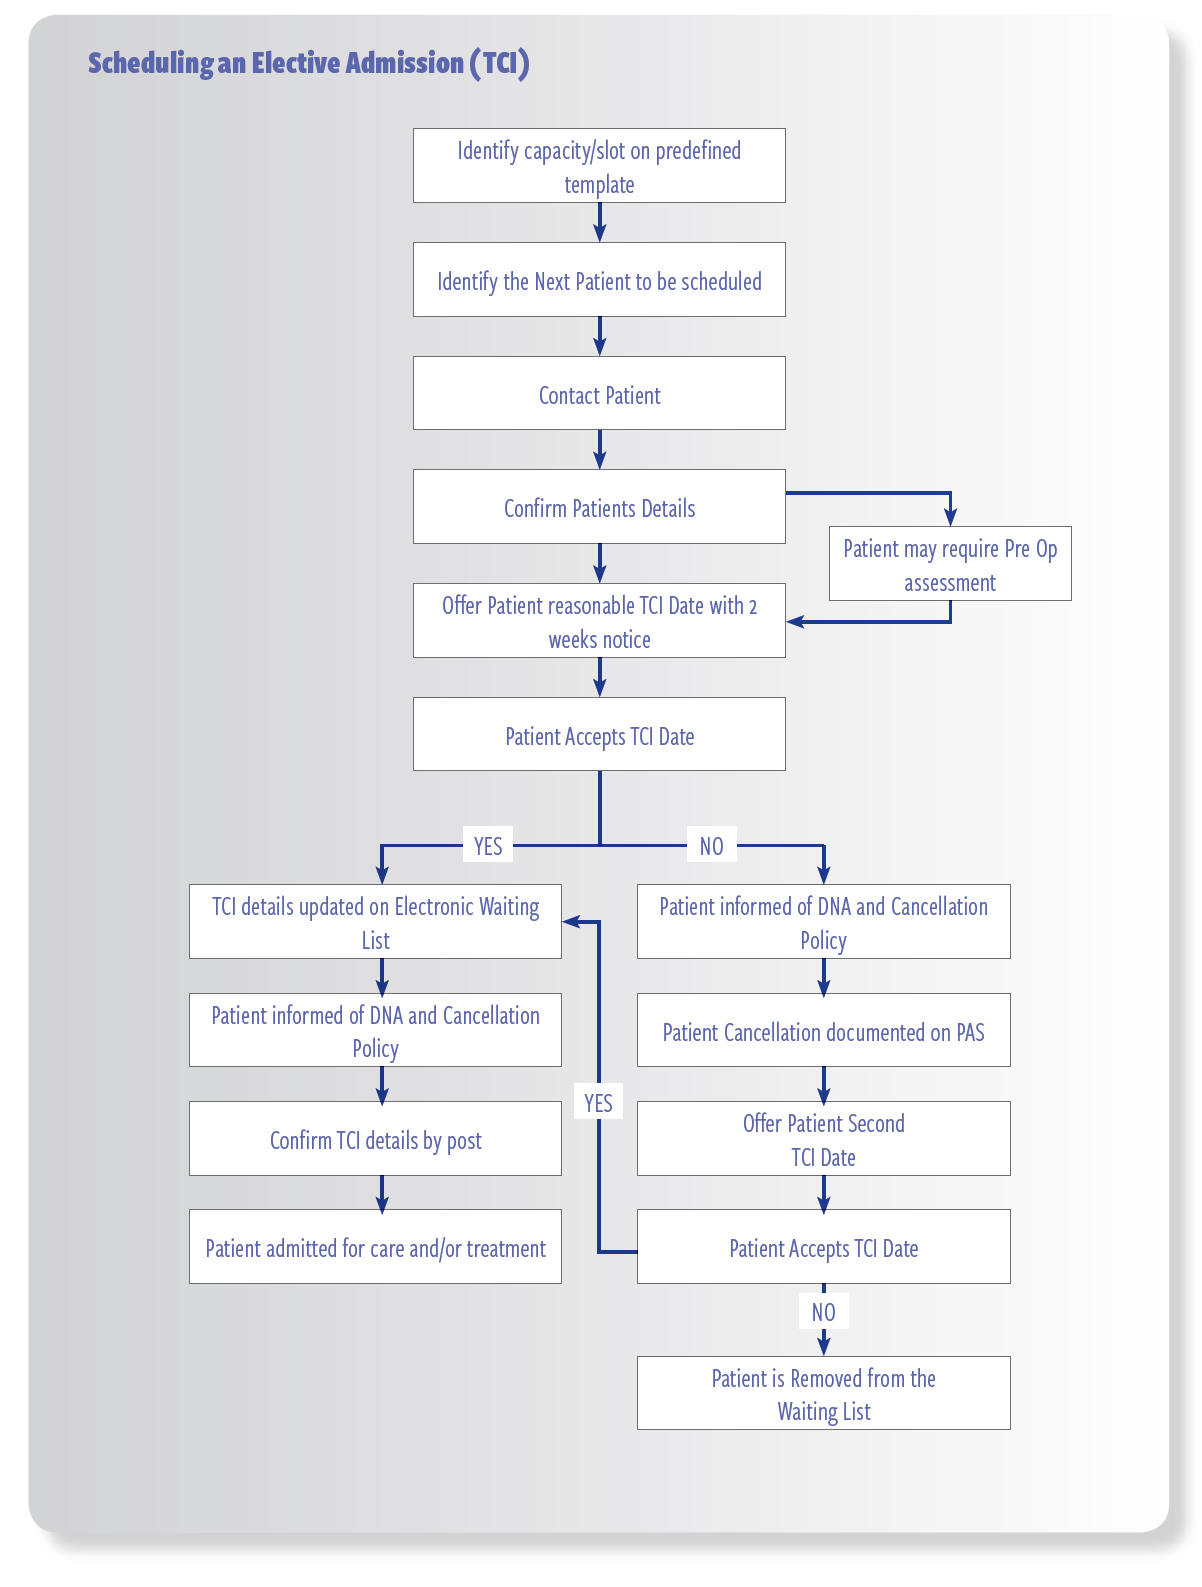 Scheduling an Elective Admission (TCI)
Identify capacity/slot on predefined
template
Identify the Next Patient to be scheduled
Contact Patient
Confirm Patients Details
Patient may require Pre Op
assessment
Offer Patient reasonable TCI Date with 2
weeks notice
Patient Accepts TCI Date
YES
NO
TCI details updated on Electronic Waiting
List
Patient informed of DNA and Cancellation
Policy
Confirm TCI details by post
Patient admitted for care and/or treatment
YES
Patient informed of DNA and Cancellation
Policy
Patient Cancellation documented on PAS
Offer Patient Second
TCI Date
Patient Accepts TCI Date
NO
Patient is Removed from the
Waiting List